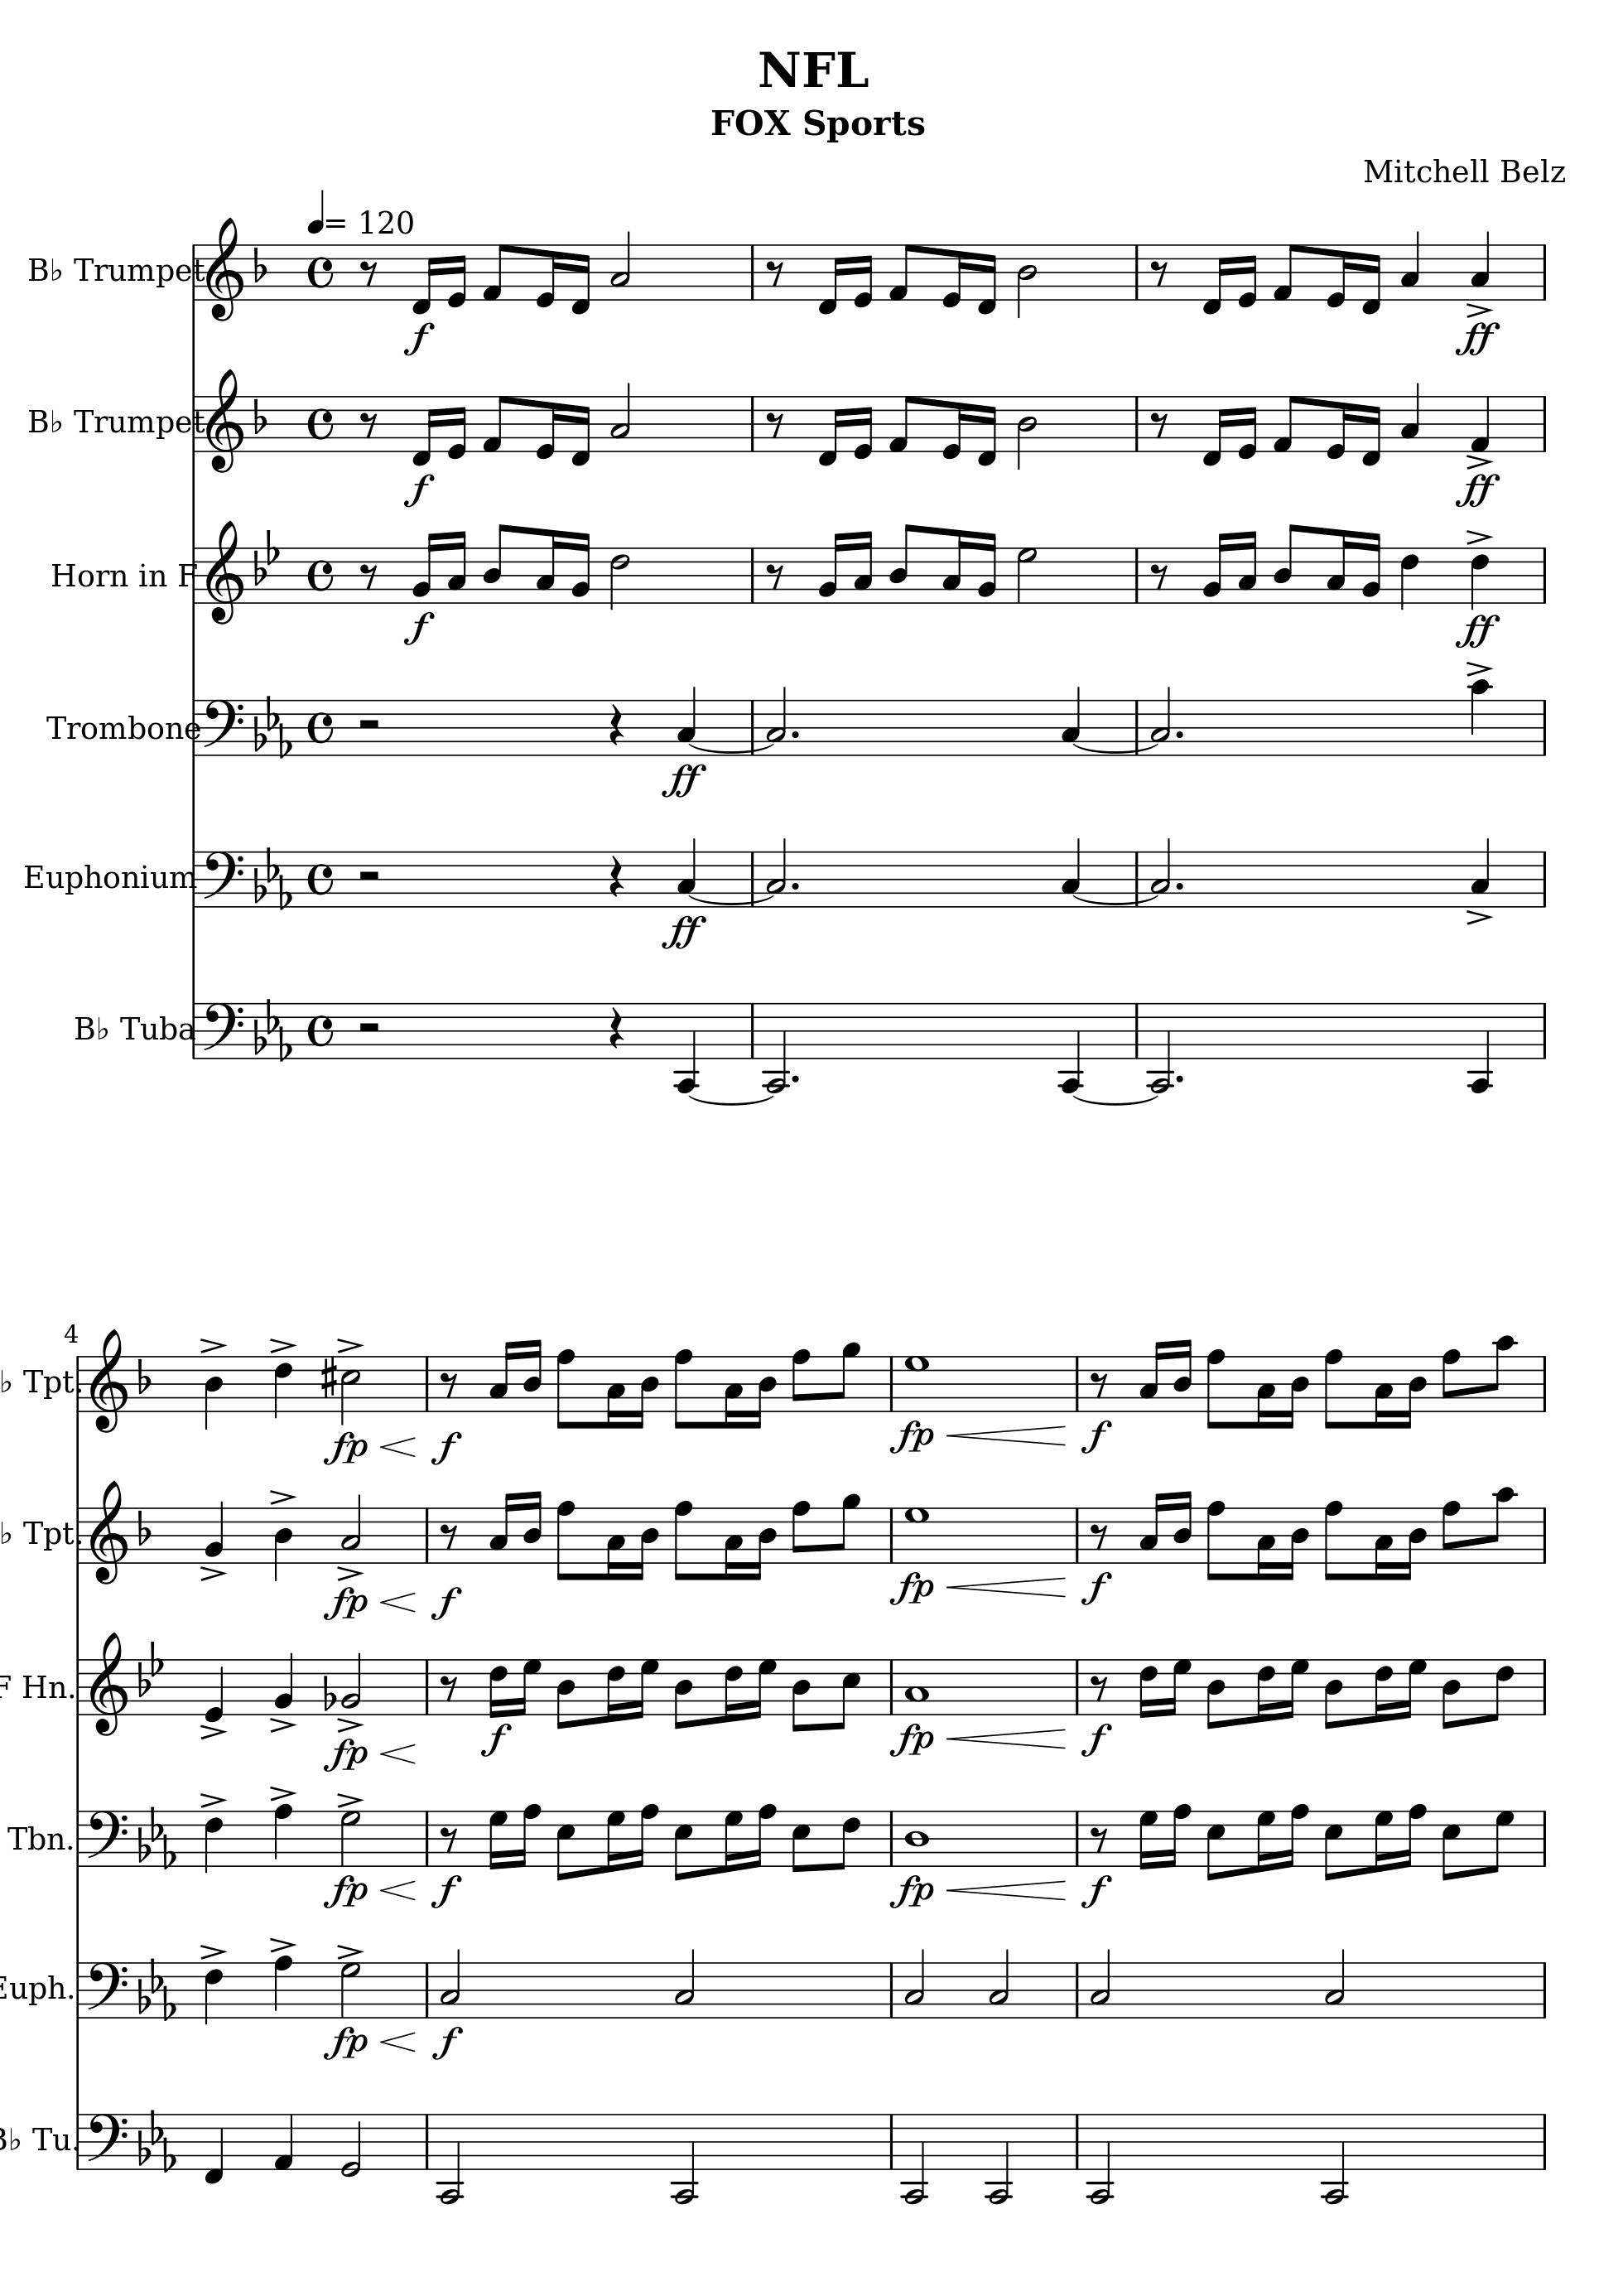 NFL
FOX Sports
Mitchell Belz
= 120
B♭ Trumpet
f
ff
B♭ Trumpet
f
ff
Horn in F
f
ff
Trombone
ff
Euphonium
ff
B♭ Tuba
4
♭ Tpt.
fp
f
fp
f
♭ Tpt.
fp
f
fp
f
F Hn.
fp
f
fp
f
Tbn.
fp
f
fp
f
Euph.
fp
f
B♭ Tu.